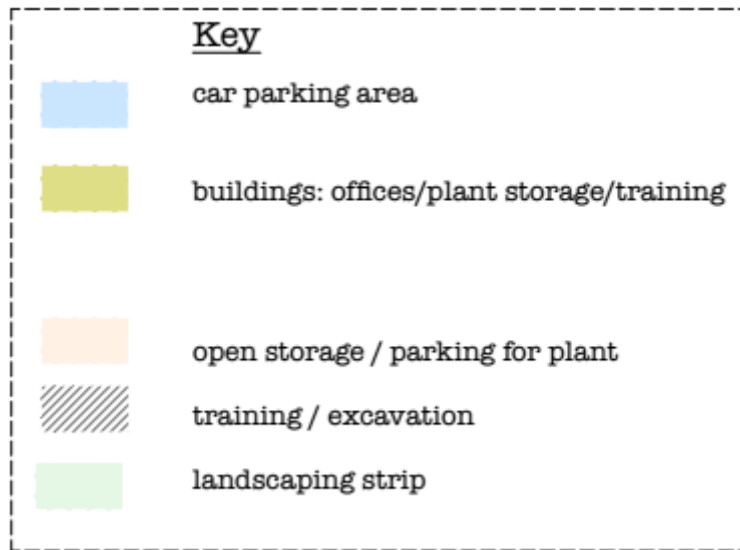 Key
car parking area
buildings: offices/plant storage/training
open storage / parking for plant
training / excavation
landscaping strip